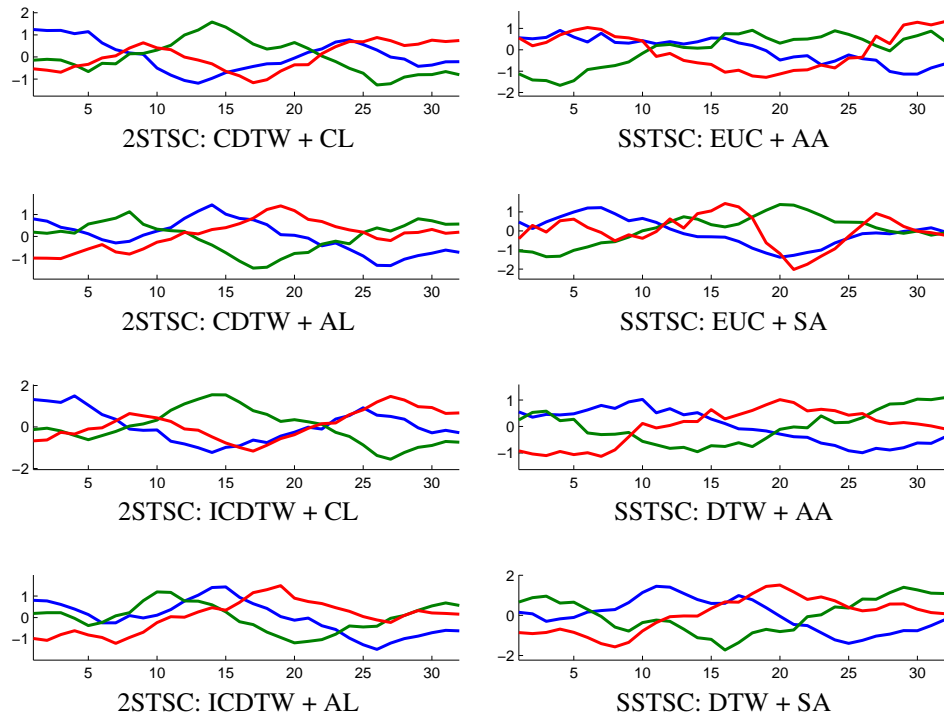 2
1
0
−1
5 10 15 20 25 30
2STSC: CDTW + CL
1
0
−1
−2
5 10 15 20 25 30
SSTSC: EUC + AA
1
0
−1
5 10 15 20 25 30
2STSC: CDTW + AL
1
0
−1
−2
5 10 15 20 25 30
SSTSC: EUC + SA
2
0
−2
5 10 15 20 25 30
2STSC: ICDTW + CL
1
0
−1
5 10 15 20 25 30
SSTSC: DTW + AA
1
0
−1
5 10 15 20 25 30
2STSC: ICDTW + AL
2
0
−2
5 10 15 20 25 30
SSTSC: DTW + SA